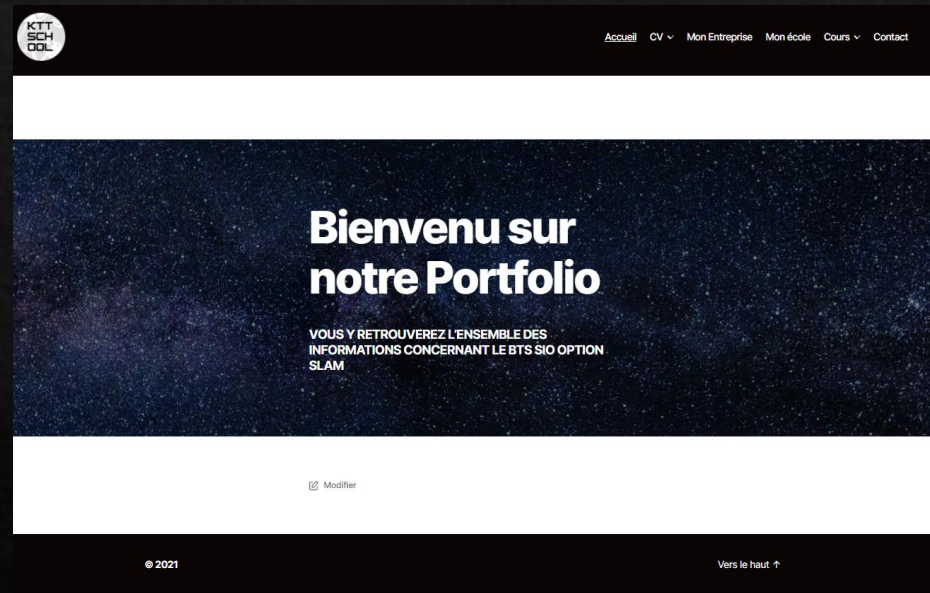 KTT
SCH
OOL
Accueil CV Mon Entreprise Mon école Cours Contact
Bienvenu sur
notre Portfolio
VOUS Y RETROUVEREZ L'ENSEMBLE DES
INFORMATIONS CONCERNANT LE BTS SIO OPTION
SLAM
Modifier
© 2021 Vers le haut ↑